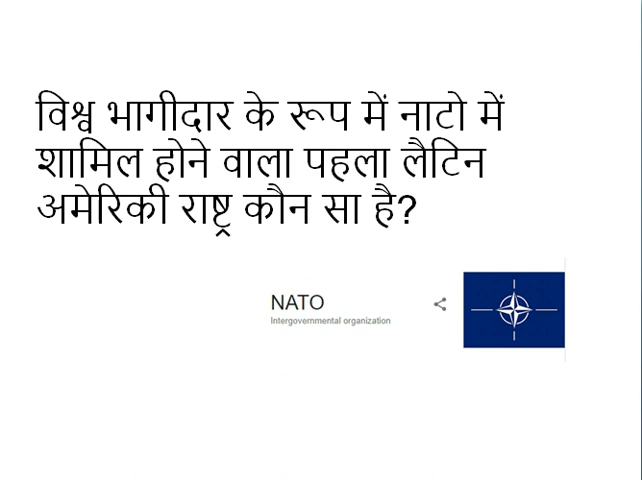 विश्व भागीदार के रूप में नाटो में
शामिल होने वाला पहला लैटिन
अमेरिकी राष्ट्र कौन सा है?
NATO
Intergovernmental organization